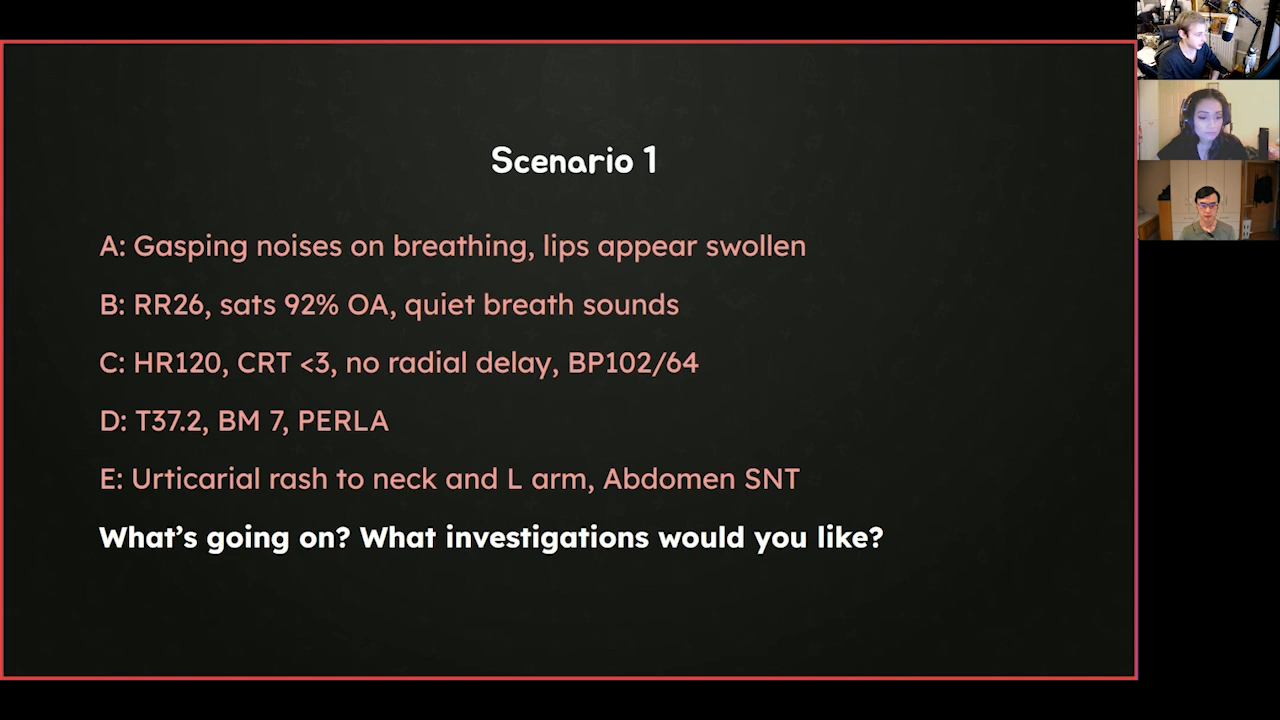 Scenario 1
A: Gasping noises on breathing, lips appear swollen
B: RR26, sats 92% OA, quiet breath sounds
C: HR120, CRT <3, no radial delay, BP102/64
D: T37.2, BM 7, PERLA
E: Urticarial rash to neck and L arm, Abdomen SNT
What's going on? What investigations would you like?